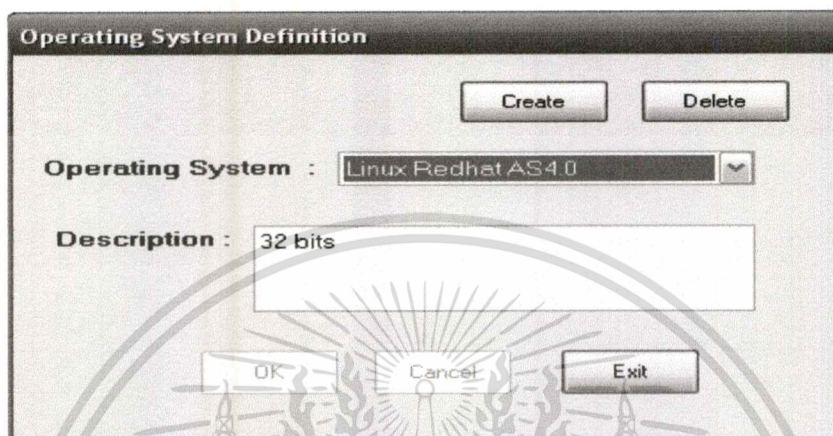 Operating System Definition
Create Delete
Operating System : Linux Redhat AS4.0
Description : 32 bits
OK Cancel Exit